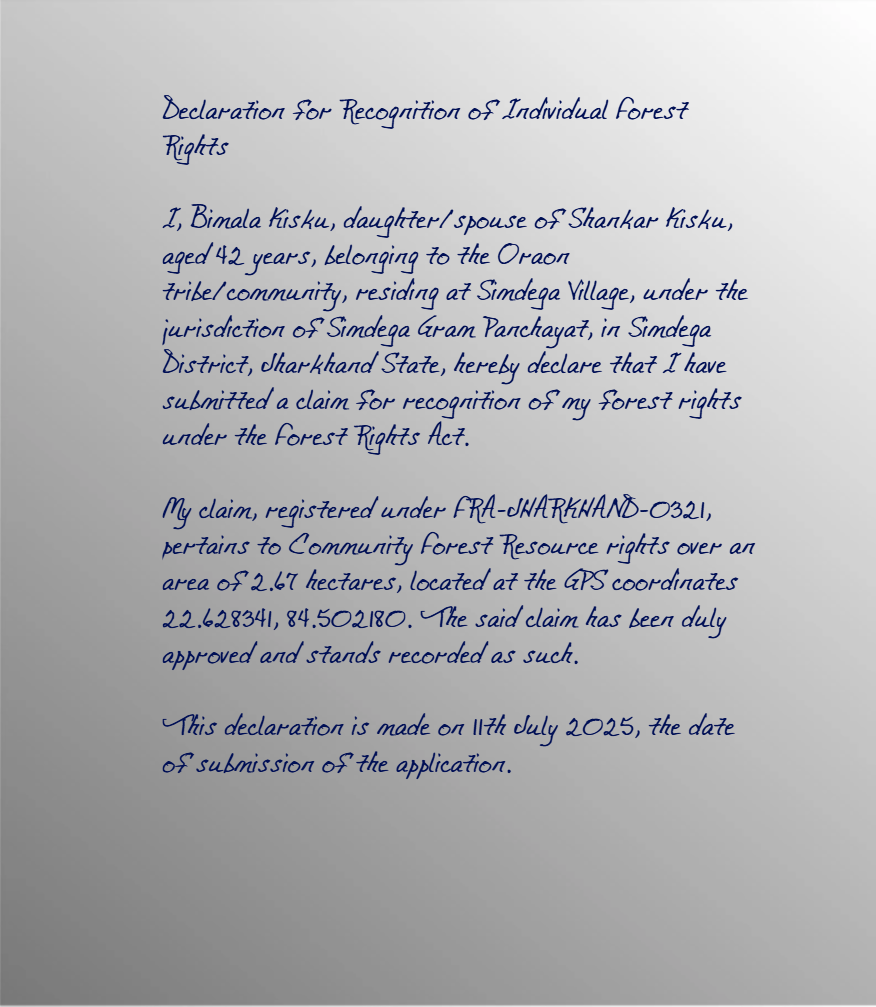 Declaration for Recognition of Individual Forest
Rights
I, Bimala Kisku, daughter/spouse of Shankar Kisku,
aged 42 years, belonging to the Oraon
tribe/community, residing at Simdega Village, under the
jurisdiction of Simdega Gram Panchayat, in Simdega
District, Jharkhand State, hereby declare that I have
submitted a claim for recognition of my forest rights
under the Forest Rights Act.
My claim, registered under FRA-JHARKHAND-0321,
pertains to Community Forest Resource rights over an
area of 2.67 hectares, located at the GPS coordinates
22.628341, 84.502180. The said claim has been duly
approved and stands recorded as such.
This declaration is made on 11th July 2025, the date
of submission of the application.